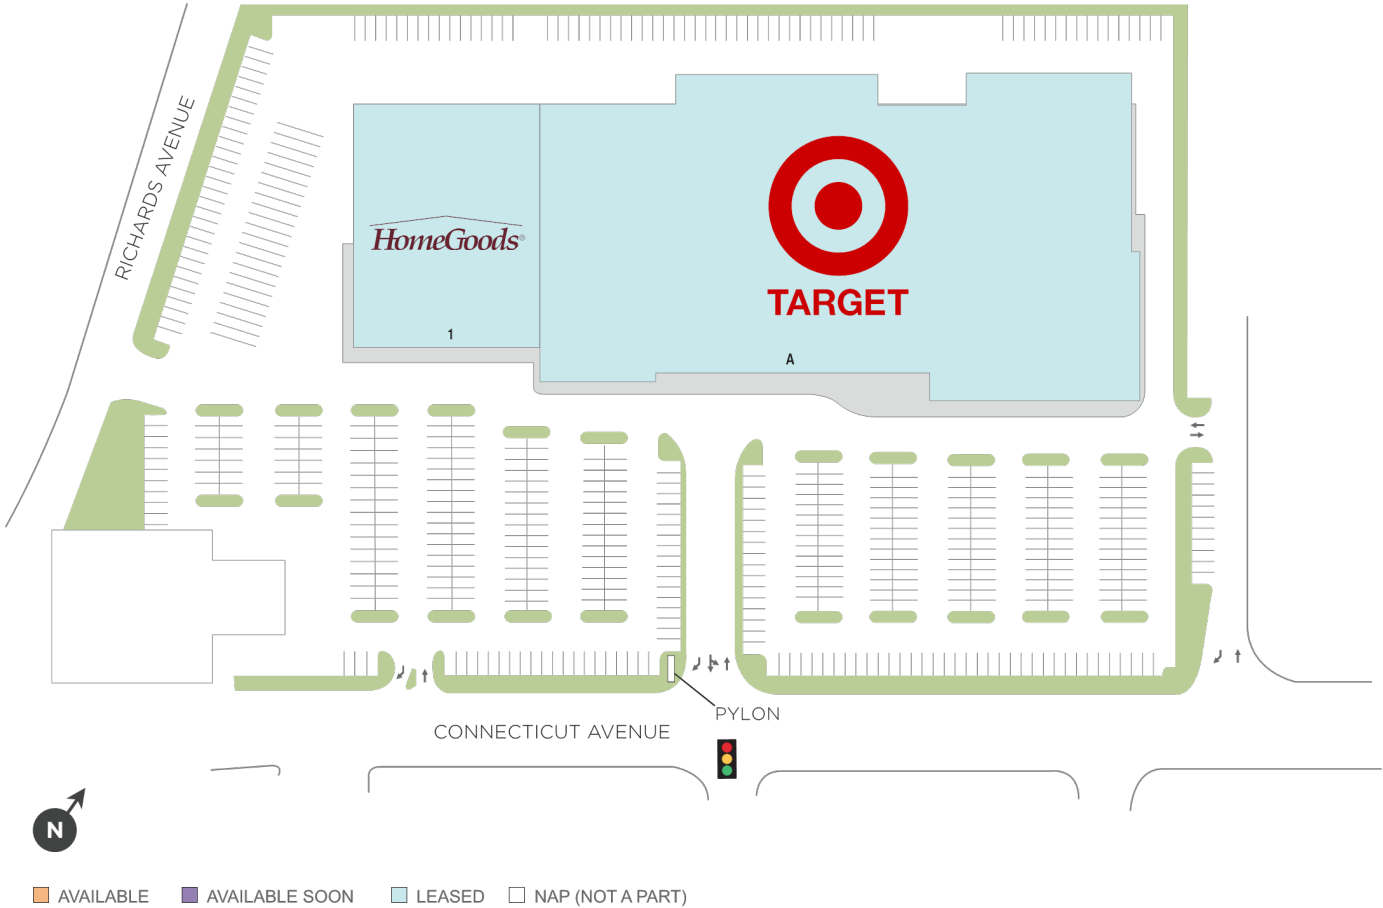 RICHARDS AVENUE
HomeGoods®
TARGET
1
A
PYLON
CONNECTICUT AVENUE
N
AVAILABLE
AVAILABLE SOON
LEASED
NAP (NOT A PART)